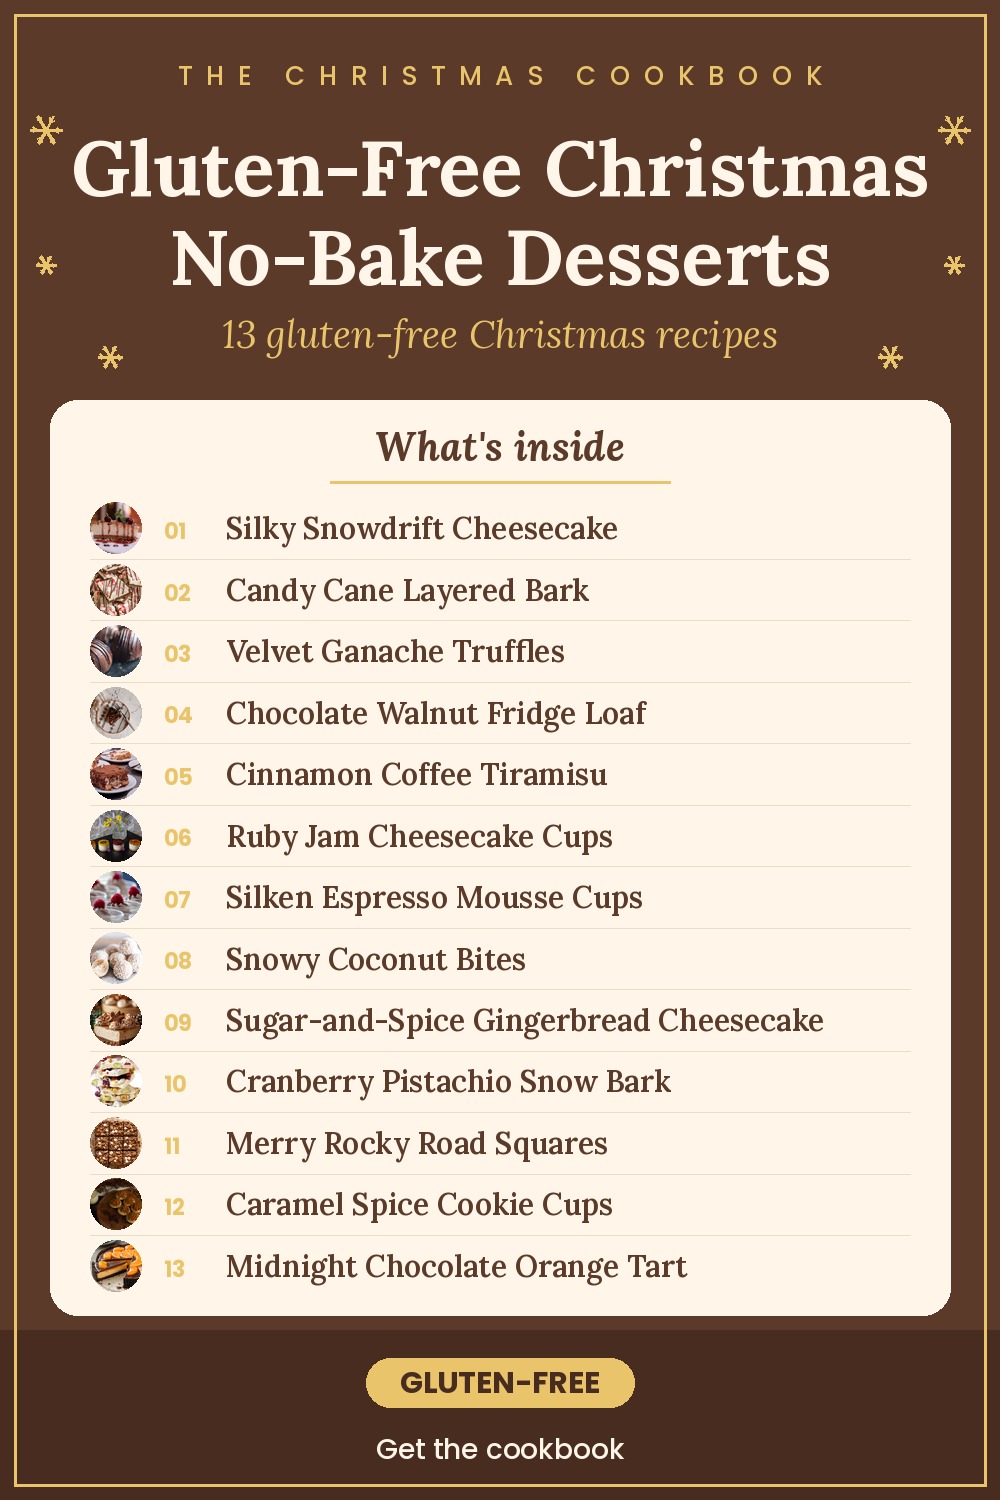 THE CHRISTMAS COOKBOOK
Gluten-Free Christmas
No-Bake Desserts
13 gluten-free Christmas recipes
What's inside
01 Silky Snowdrift Cheesecake
02 Candy Cane Layered Bark
03 Velvet Ganache Truffles
04 Chocolate Walnut Fridge Loaf
05 Cinnamon Coffee Tiramisu
06 Ruby Jam Cheesecake Cups
07 Silken Espresso Mousse Cups
08 Snowy Coconut Bites
09 Sugar-and-Spice Gingerbread Cheesecake
10 Cranberry Pistachio Snow Bark
11 Merry Rocky Road Squares
12 Caramel Spice Cookie Cups
13 Midnight Chocolate Orange Tart
GLUTEN-FREE
Get the cookbook